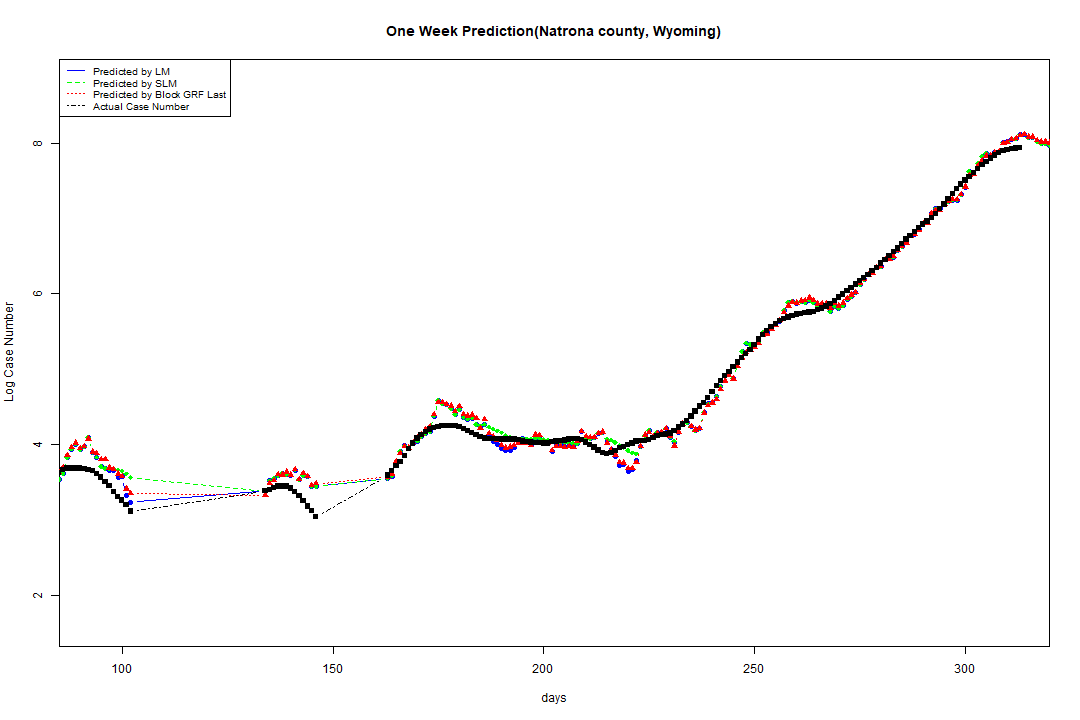 One Week Prediction(Natrona county, Wyoming)
Predicted by LM
Predicted by SLM
Predicted by Block GRF Last
Actual Case Number
Log Case Number
8
6
4
2
100 150 200 250 300
days